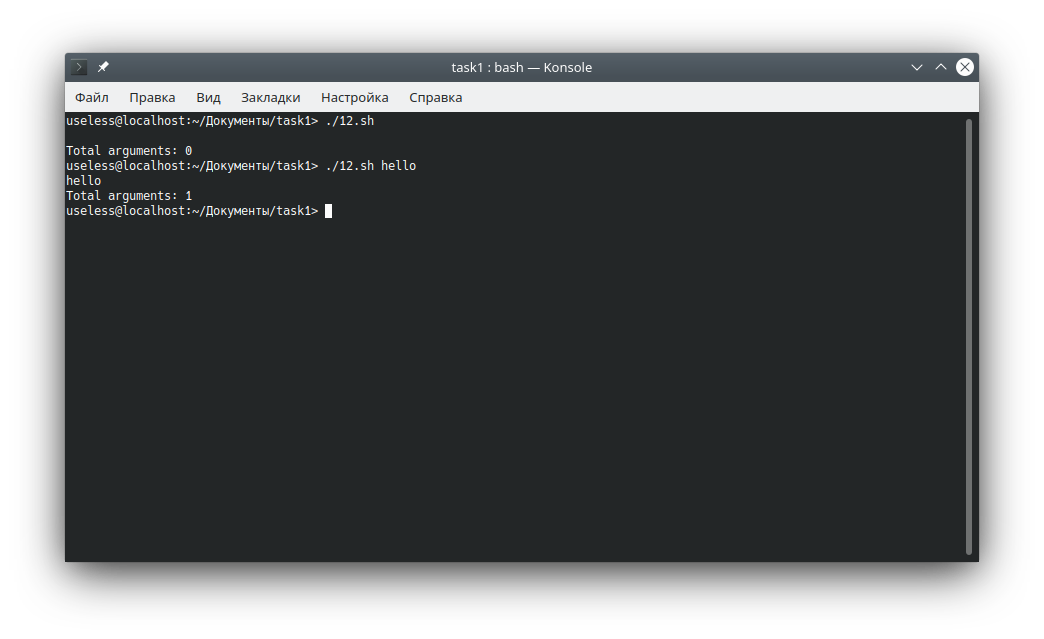 task1 : bash — Konsole
Файл Правка Вид Закладки Настройка Справка
useless@localhost:~/Документы/task1> ./12.sh
Total arguments: 0
useless@localhost:~/Документы/task1> ./12.sh hello
hello
Total arguments: 1
useless@localhost:~/Документы/task1>